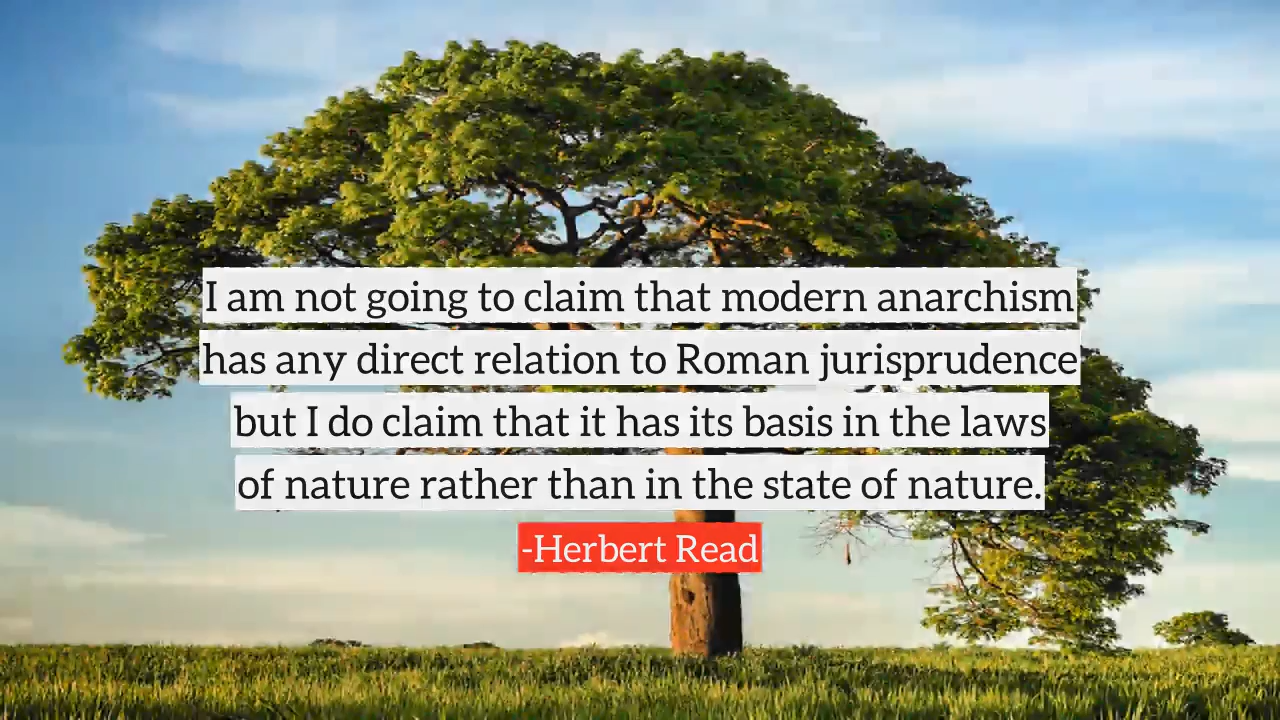 I am not going to claim that modern anarchism
has any direct relation to Roman jurisprudence
but I do claim that it has its basis in the laws
of nature rather than in the state of nature.
-Herbert Read